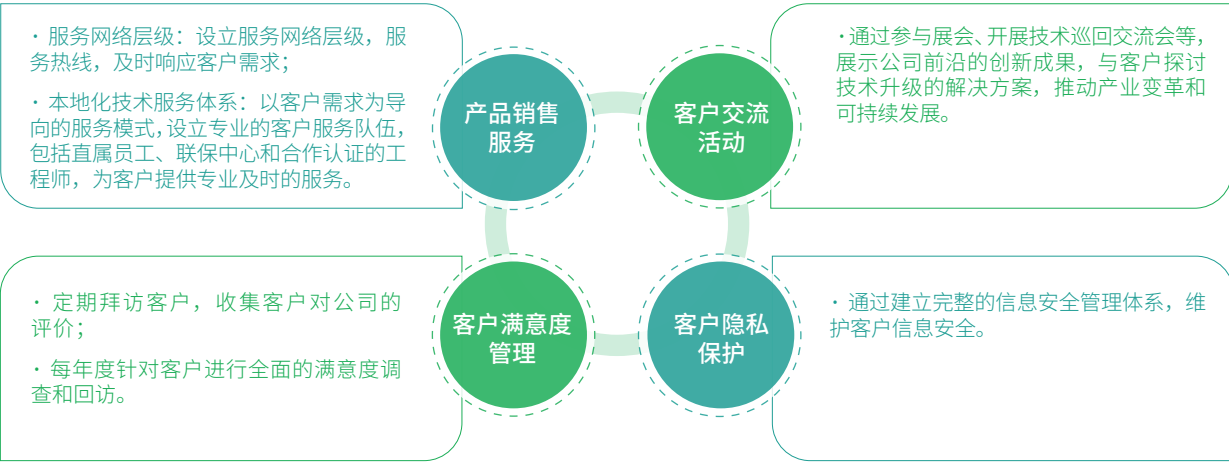 · 服务网络层级：设立服务网络层级，服
务热线，及时响应客户需求；
· 本地化技术服务体系：以客户需求为导
向的服务模式，设立专业的客户服务队伍，
包括直属员工、联保中心和合作认证的工
程师，为客户提供专业及时的服务。
产品销售
服务
客户交流
活动
·通过参与展会、开展技术巡回交流会等，
展示公司前沿的创新成果，与客户探讨
技术升级的解决方案，推动产业变革和
可持续发展。
· 定期拜访客户，收集客户对公司的
评价；
· 每年度针对客户进行全面的满意度调
查和回访。
客户满意度
管理
客户隐私
保护
· 通过建立完整的信息安全管理体系，维
护客户信息安全。